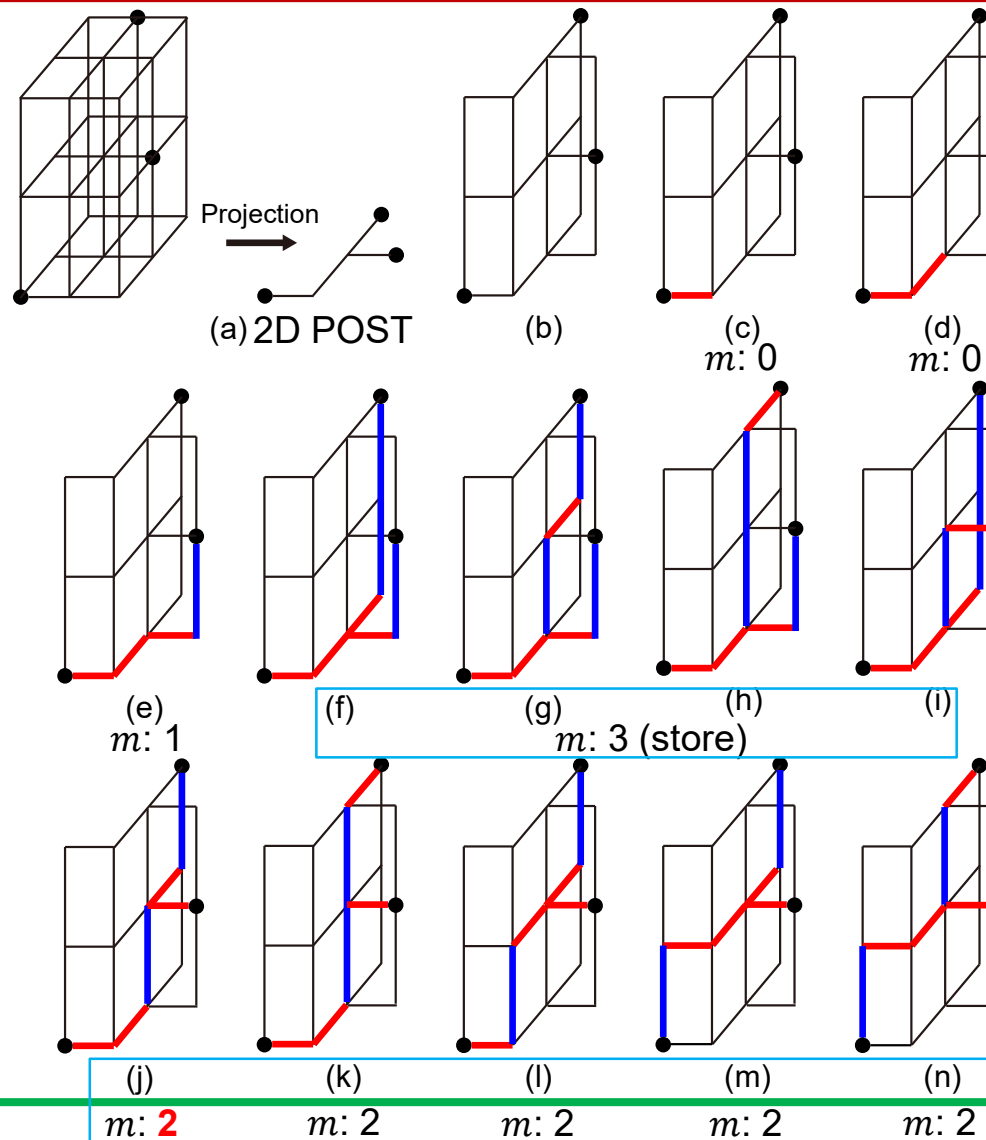 Projection
(a) 2D POST
(b)
(c)
(d)
m: 0
m: 0
(e)
(f)
(g)
(h)
(i)
m: 1
m: 3 (store)
(j)
(k)
(l)
(m)
(n)
m: 2
m: 2
m: 2
m: 2
m: 2